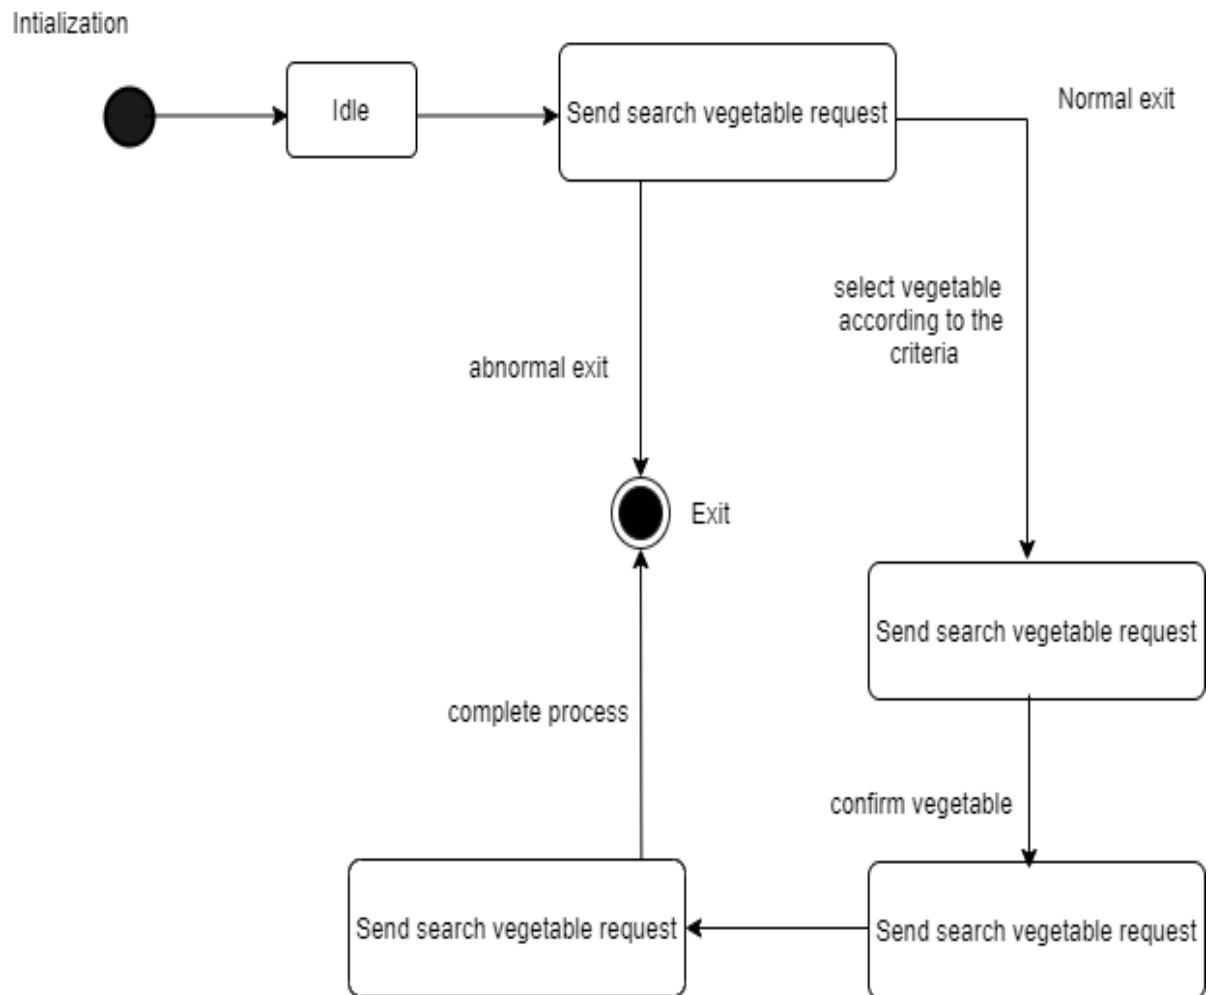 Intialization
Idle
Send search vegetable request
Normal exit
select vegetable
according to the
criteria
abnormal exit
Exit
Send search vegetable request
complete process
confirm vegetable
Send search vegetable request
Send search vegetable request